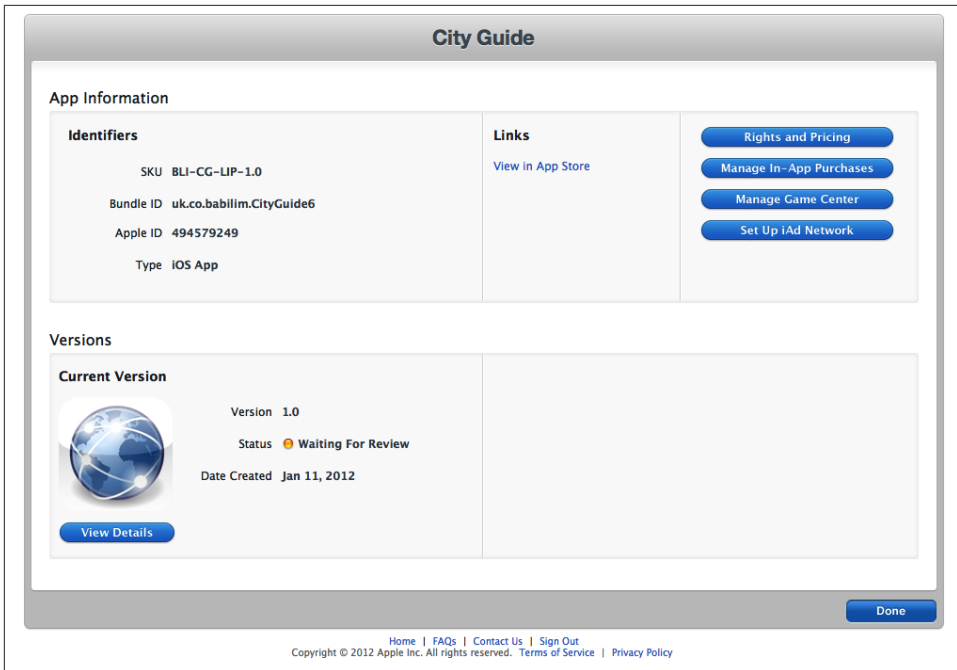 City Guide
App Information
Identifiers
SKU BLI-CG-LIP-1.0
Bundle ID uk.co.babilim.CityGuide6
Apple ID 494579249
Type iOS App
Links
View in App Store
Rights and Pricing
Manage In-App Purchases
Manage Game Center
Set Up iAd Network
Versions
Current Version
Version 1.0
Status Waiting For Review
Date Created Jan 11, 2012
View Details
Done
Home | FAQs | Contact Us | Sign Out
Copyright © 2012 Apple Inc. All rights reserved. Terms of Service | Privacy Policy